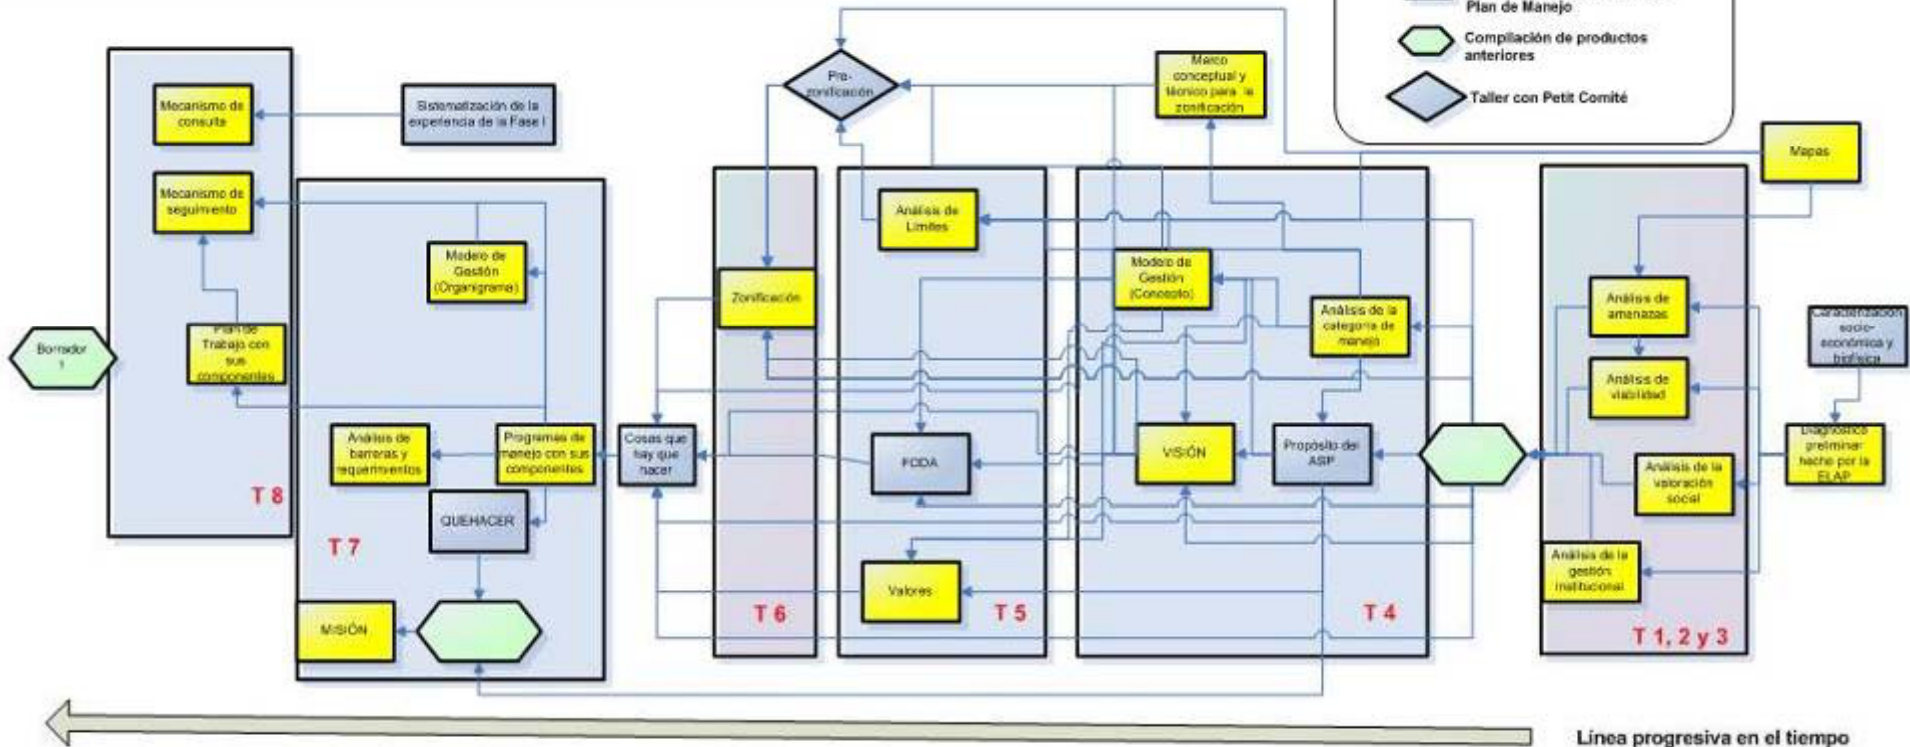 Plan de Manejo
Compilación de productos
anteriores
Taller con Petit Comité
Mecanismo de
consulta
Sistematización de la
experiencia de la Fase I
Pre-
zonificación
Marco
conceptual y
técnico para la
zonificación
Mapas
Mecanismo de
seguimiento
Análisis de
Límites
Modelo de
Gestión
(Organigrama)
Zonificación
Modelo de
Gestión
(Concepto)
Análisis de la
categoría de
manejo
Análisis de
amenazas
Caracterización
socio-
económica y
biofísica
Borrador
1
Plan de
Trabajo con
sus
componentes
Análisis de
viabilidad
Análisis de
barreras y
requerimientos
Programas de
manejo con sus
componentes
Cosas que
hay que
hacer
FODA
VISIÓN
Propósito del
ASP
Análisis de la
valoración
social
Diagnóstico
preliminar
hecho por la
ELAP
T 8
QUEHACER
T 7
Análisis de la
gestión
institucional
Valores
MISIÓN
T 6
T 5
T 4
T 1, 2 y 3
Línea progresiva en el tiempo